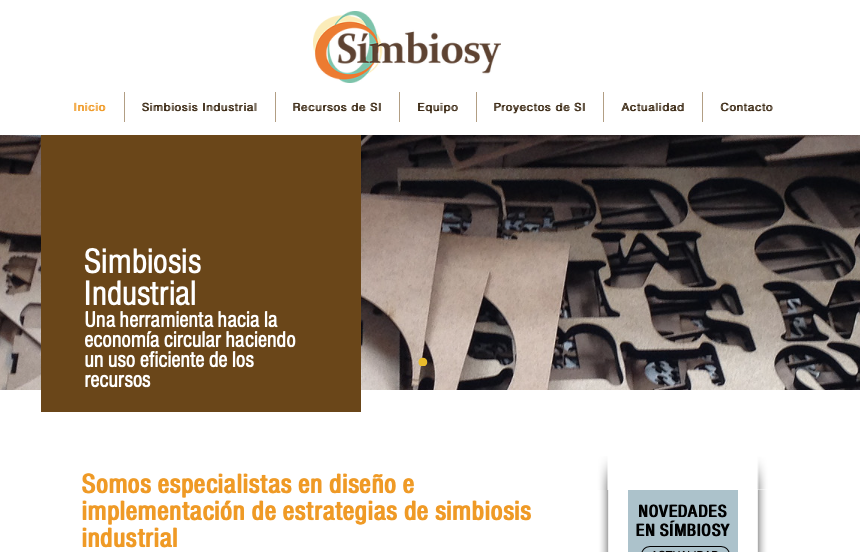 Símbiosy
Inicio Simbiosis Industrial Recursos de SI Equipo Proyectos de SI Actualidad Contacto
Simbiosis
Industrial
Una herramienta hacia la
economía circular haciendo
un uso eficiente de los
recursos
Somos especialistas en diseño e
implementación de estrategias de simbiosis
industrial
NOVEDADES
EN SÍMBIOSY
ACTUALIDAD